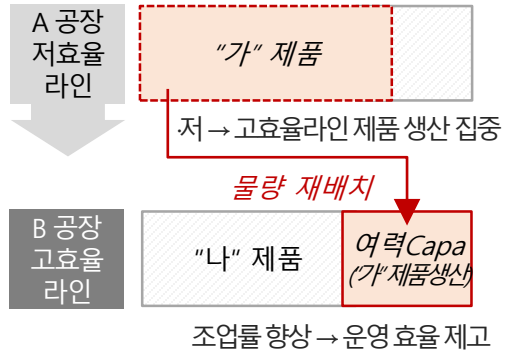 A 공장
저효율
라인
“가” 제품
·저 → 고효율라인 제품 생산 집중
물량 재배치
B 공장
고효율
라인
“나” 제품
여력Capa
(“가”제품생산)
조업률 향상 → 운영 효율 제고